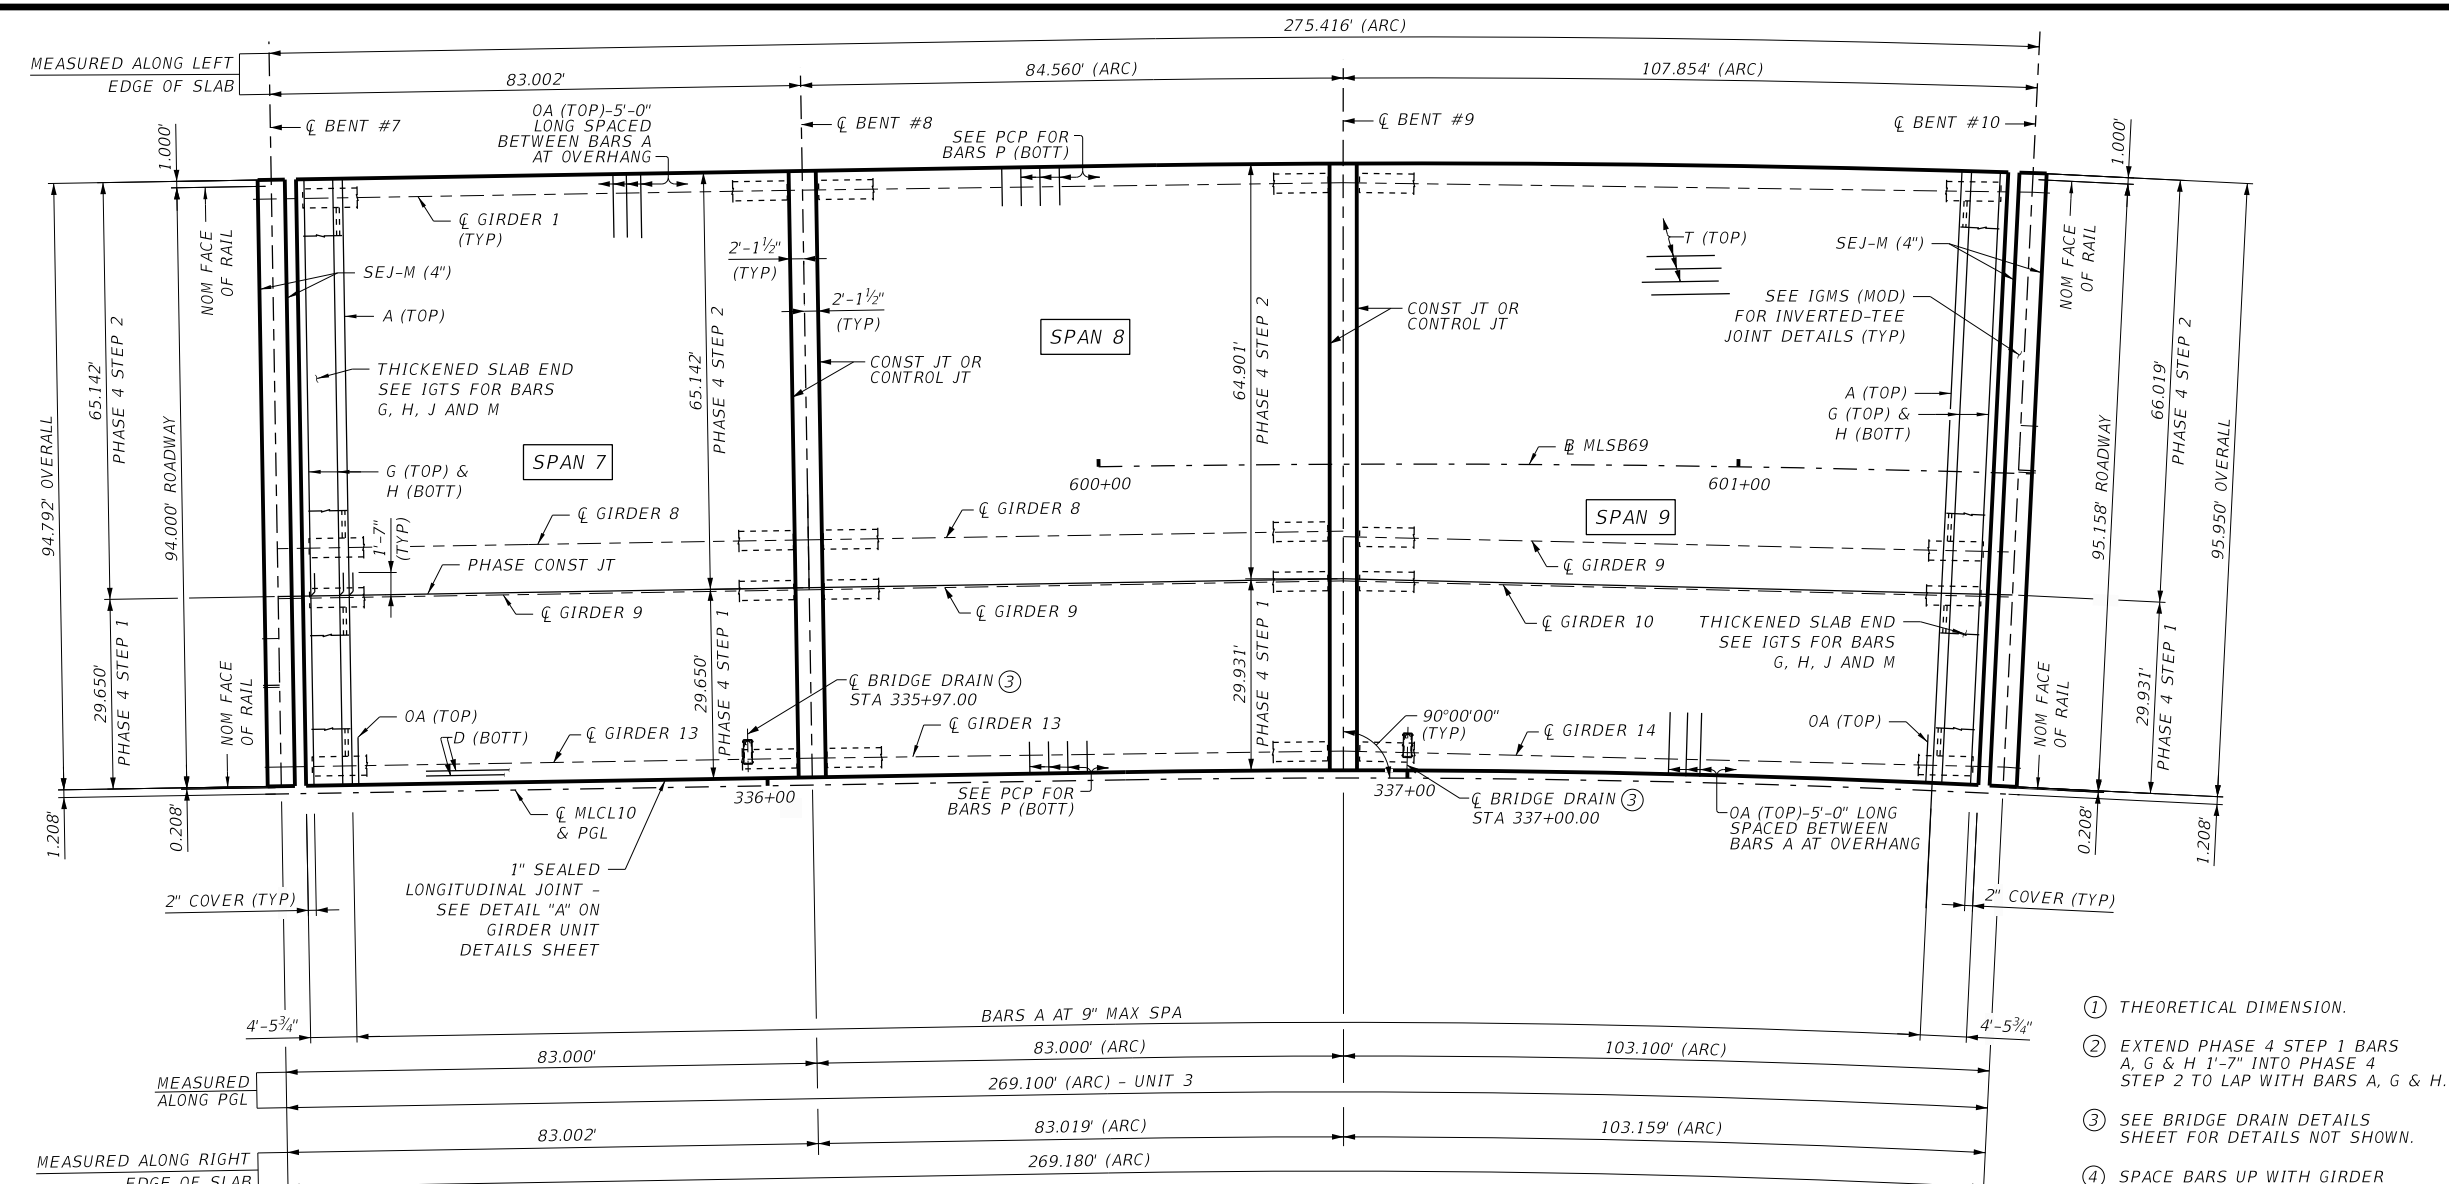 275.416' (ARC)
MEASURED ALONG LEFT
EDGE OF SLAB
83.002'
84.560' (ARC)
107.854' (ARC)
℄ BENT #7
℄ BENT #8
℄ BENT #9
℄ BENT #10
1.000'
1.000'
OA (TOP)-5'-0"
LONG SPACED
BETWEEN BARS A
AT OVERHANG
SEE PCP FOR
BARS P (BOTT)
℄ GIRDER 1
(TYP)
NOM FACE
OF RAIL
SEJ-M (4")
A (TOP)
THICKENED SLAB END
SEE IGTS FOR BARS
G, H, J AND M
SPAN 7
G (TOP) &
H (BOTT)
1'-7"
(TYP)
94.792' OVERALL
65.142'
PHASE 4 STEP 2
94.000' ROADWAY
29.650'
PHASE 4 STEP 1
NOM FACE
OF RAIL
1.208'
0.208'
℄ GIRDER 8
PHASE CONST JT
℄ GIRDER 9
OA (TOP)
D (BOTT)
℄ GIRDER 13
℄ MLCL10
& PGL
1" SEALED
LONGITUDINAL JOINT -
SEE DETAIL "A" ON
GIRDER UNIT
DETAILS SHEET
2" COVER (TYP)
2'-1½"
(TYP)
2'-1½"
(TYP)
65.142'
PHASE 4 STEP 2
29.650'
PHASE 4 STEP 1
CONST JT OR
CONTROL JT
SPAN 8
℄ GIRDER 8
℄ GIRDER 9
℄ BRIDGE DRAIN 3
STA 335+97.00
℄ GIRDER 13
336+00
SEE PCP FOR
BARS P (BOTT)
64.901'
PHASE 4 STEP 2
29.931'
PHASE 4 STEP 1
CONST JT OR
CONTROL JT
T (TOP)
SEJ-M (4")
SEE IGMS (MOD)
FOR INVERTED-TEE
JOINT DETAILS (TYP)
A (TOP)
G (TOP) &
H (BOTT)
B MLSB69
600+00
601+00
SPAN 9
℄ GIRDER 9
℄ GIRDER 10
THICKENED SLAB END
SEE IGTS FOR BARS
G, H, J AND M
90°00'00"
(TYP)
℄ GIRDER 14
OA (TOP)
337+00
℄ BRIDGE DRAIN 3
STA 337+00.00
OA (TOP)-5'-0" LONG
SPACED BETWEEN
BARS A AT OVERHANG
NOM FACE
OF RAIL
NOM FACE
OF RAIL
95.158' ROADWAY
66.019'
PHASE 4 STEP 2
95.950' OVERALL
29.931'
PHASE 4 STEP 1
0.208'
1.208'
2" COVER (TYP)
4'-5¾"
BARS A AT 9" MAX SPA
4'-5¾"
83.000'
83.000' (ARC)
103.100' (ARC)
MEASURED
ALONG PGL
269.100' (ARC) - UNIT 3
83.002'
83.019' (ARC)
103.159' (ARC)
MEASURED ALONG RIGHT
EDGE OF SLAB
269.180' (ARC)
1 THEORETICAL DIMENSION.
2 EXTEND PHASE 4 STEP 1 BARS
A, G & H 1'-7" INTO PHASE 4
STEP 2 TO LAP WITH BARS A, G & H.
3 SEE BRIDGE DRAIN DETAILS
SHEET FOR DETAILS NOT SHOWN.
4 SPACE BARS UP WITH GIRDER